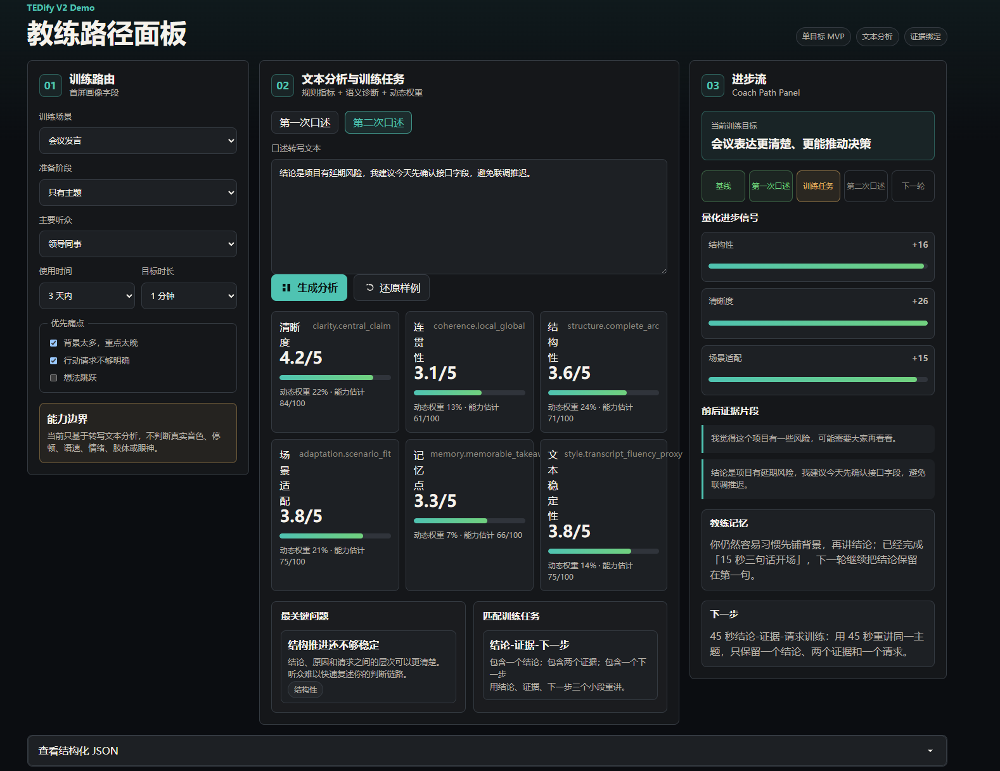 TEDify V2 Demo
教练路径面板
单目标 MVP
文本分析
证据绑定
01
训练路由
首屏画像字段
训练场景
会议发言
准备阶段
只有主题
主要听众
领导同事
使用时间
目标时长
3 天内
1 分钟
优先痛点
背景太多，重点太晚
行动请求不够明确
想法跳跃
能力边界
当前只基于转写文本分析，不判断真实音色、停
顿、语速、情绪、肢体或眼神。
02
文本分析与训练任务
规则指标 + 语义诊断 + 动态权重
第一次口述
第二次口述
口述转写文本
结论是项目有延期风险，我建议今天先确认接口字段，避免联调推迟。
生成分析
还原样例
清晰
度
clarity.central_claim
4.2/5
动态权重 22% · 能力估计
84/100
连
贯
性
coherence.local_global
3.1/5
动态权重 13% · 能力估计
61/100
结
构
性
structure.complete_arc
3.6/5
动态权重 24% · 能力估计
71/100
场
景
适
配
adaptation.scenario_fit
3.8/5
动态权重 21% · 能力估计
75/100
记
忆
点
memory.memorable_takeaw
3.3/5
动态权重 7% · 能力估计 66/100
文
本
稳
定
性
style.transcript_fluency_proxy
3.8/5
动态权重 14% · 能力估计
75/100
最关键问题
结构推进还不够稳定
结论、原因和请求之间的层次可以更清楚。
听众难以快速复述你的判断链路。
结构性
匹配训练任务
结论-证据-下一步
包含一个结论；包含两个证据；包含一个下
一步
用结论、证据、下一步三个小段重讲。
03
进步流
Coach Path Panel
当前训练目标
会议表达更清楚、更能推动决策
基线
第一次口述
训练任务
第二次口述
下一轮
量化进步信号
结构性
+16
清晰度
+26
场景适配
+15
前后证据片段
我觉得这个项目有一些风险，可能需要大家再看看。
结论是项目有延期风险，我建议今天先确认接口字段，避免
联调推迟。
教练记忆
你仍然容易习惯先铺背景，再讲结论；已经完成
「15 秒三句话开场」，下一轮继续把结论保留
在第一句。
下一步
45 秒结论-证据-请求训练：用 45 秒重讲同一主
题，只保留一个结论、两个证据和一个请求。
查看结构化 JSON